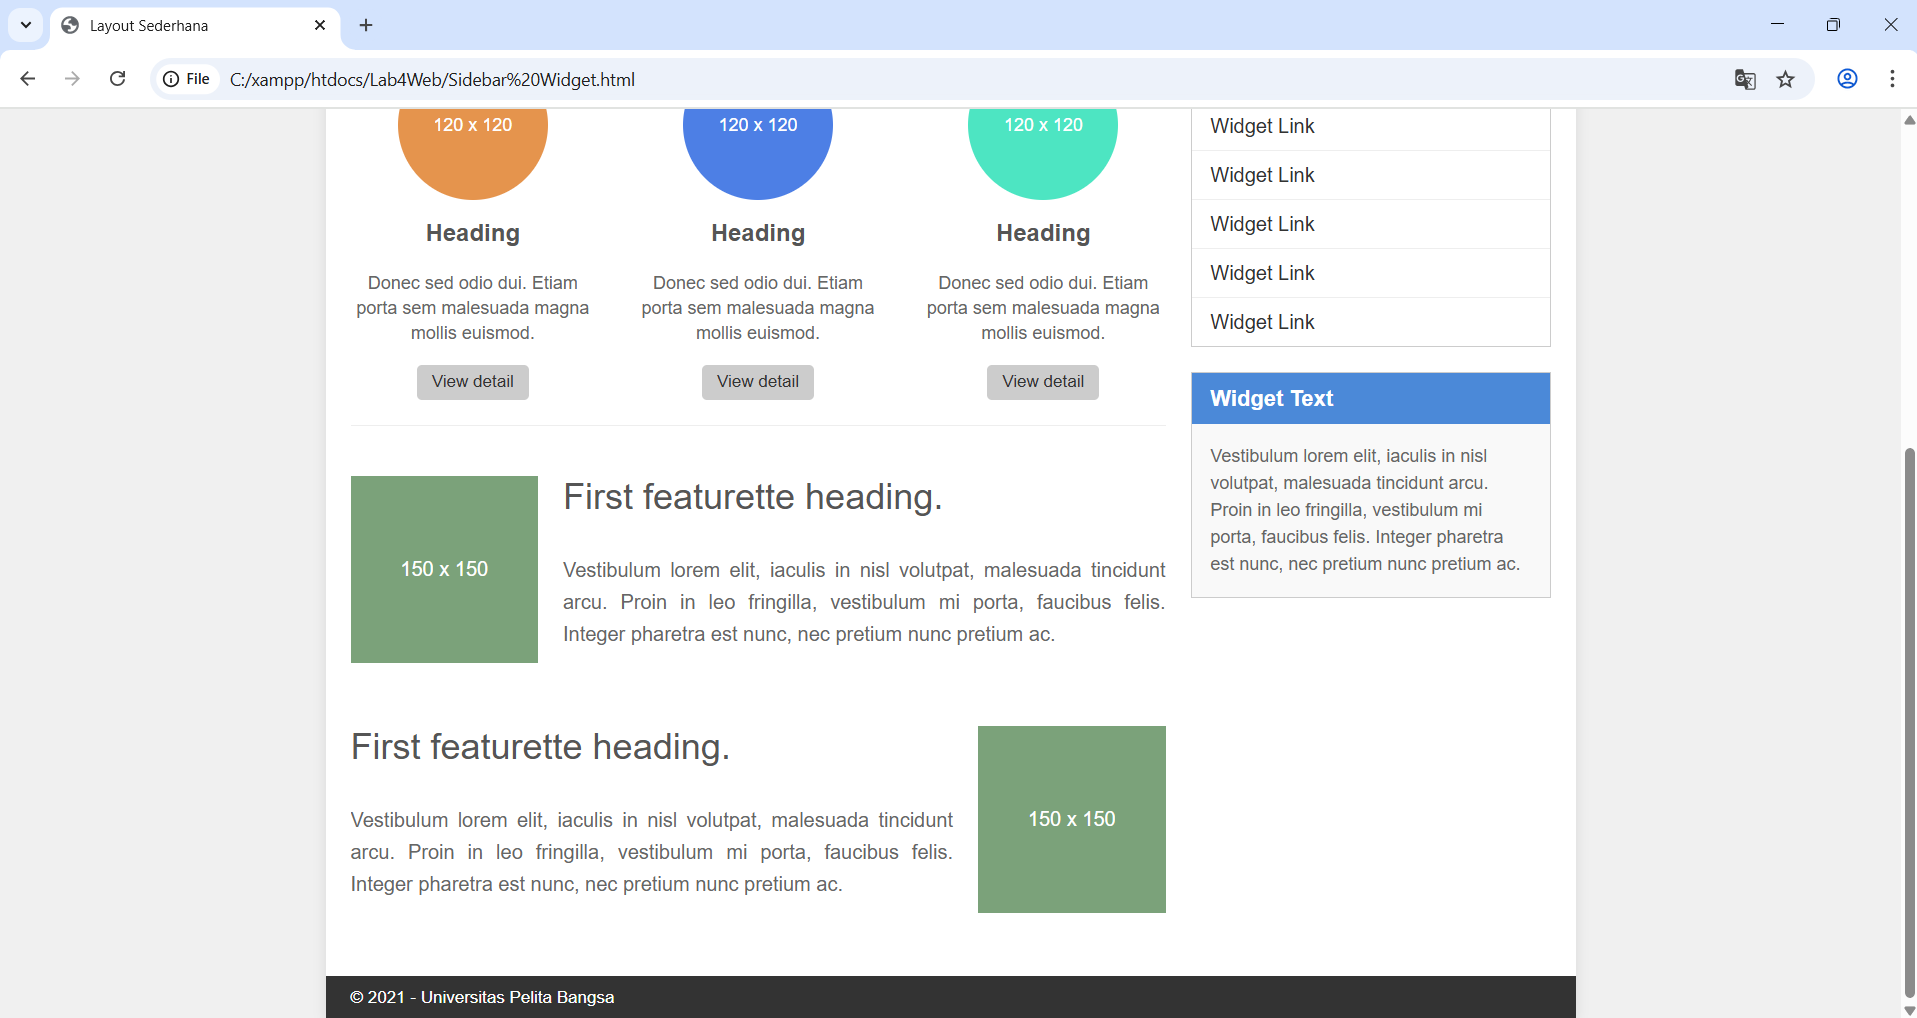 Layout Sederhana
File
C:/xampp/htdocs/Lab4Web/Sidebar%20Widget.html
120 x 120
120 x 120
120 x 120
Heading
Heading
Heading
Donec sed odio dui. Etiam
porta sem malesuada magna
mollis euismod.
Donec sed odio dui. Etiam
porta sem malesuada magna
mollis euismod.
Donec sed odio dui. Etiam
porta sem malesuada magna
mollis euismod.
View detail
View detail
View detail
150 x 150
First featurette heading.
Vestibulum lorem elit, iaculis in nisl volutpat, malesuada tincidunt
arcu. Proin in leo fringilla, vestibulum mi porta, faucibus felis.
Integer pharetra est nunc, nec pretium nunc pretium ac.
First featurette heading.
Vestibulum lorem elit, iaculis in nisl volutpat, malesuada tincidunt
arcu. Proin in leo fringilla, vestibulum mi porta, faucibus felis.
Integer pharetra est nunc, nec pretium nunc pretium ac.
150 x 150
Widget Link
Widget Link
Widget Link
Widget Link
Widget Link
Widget Text
Vestibulum lorem elit, iaculis in nisl
volutpat, malesuada tincidunt arcu.
Proin in leo fringilla, vestibulum mi
porta, faucibus felis. Integer pharetra
est nunc, nec pretium nunc pretium ac.
© 2021 - Universitas Pelita Bangsa